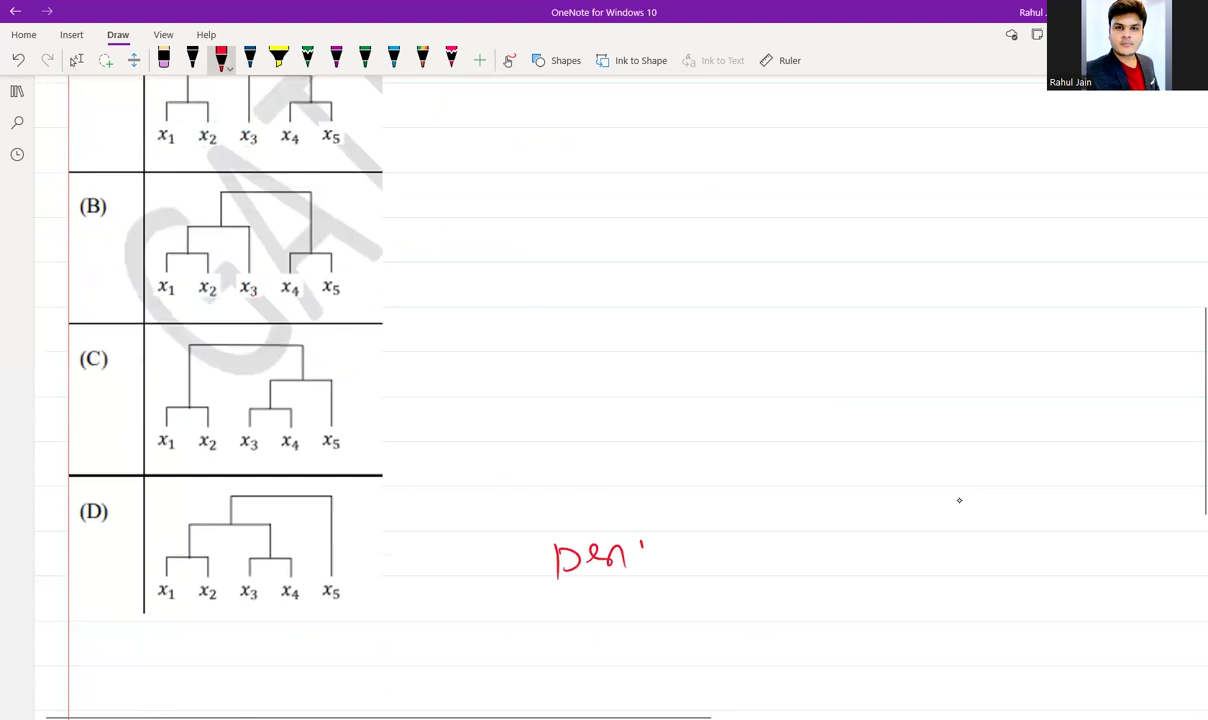 OneNote for Windows 10
Rahul J
Home Insert Draw View Help
Shapes Ink to Shape Ink to Text Ruler
Rahul Jain
x₁ x₂ x₃ x₄ x₅
(B)
x₁ x₂ x₃ x₄ x₅
(C)
x₁ x₂ x₃ x₄ x₅
(D)
Den
x₁ x₂ x₃ x₄ x₅